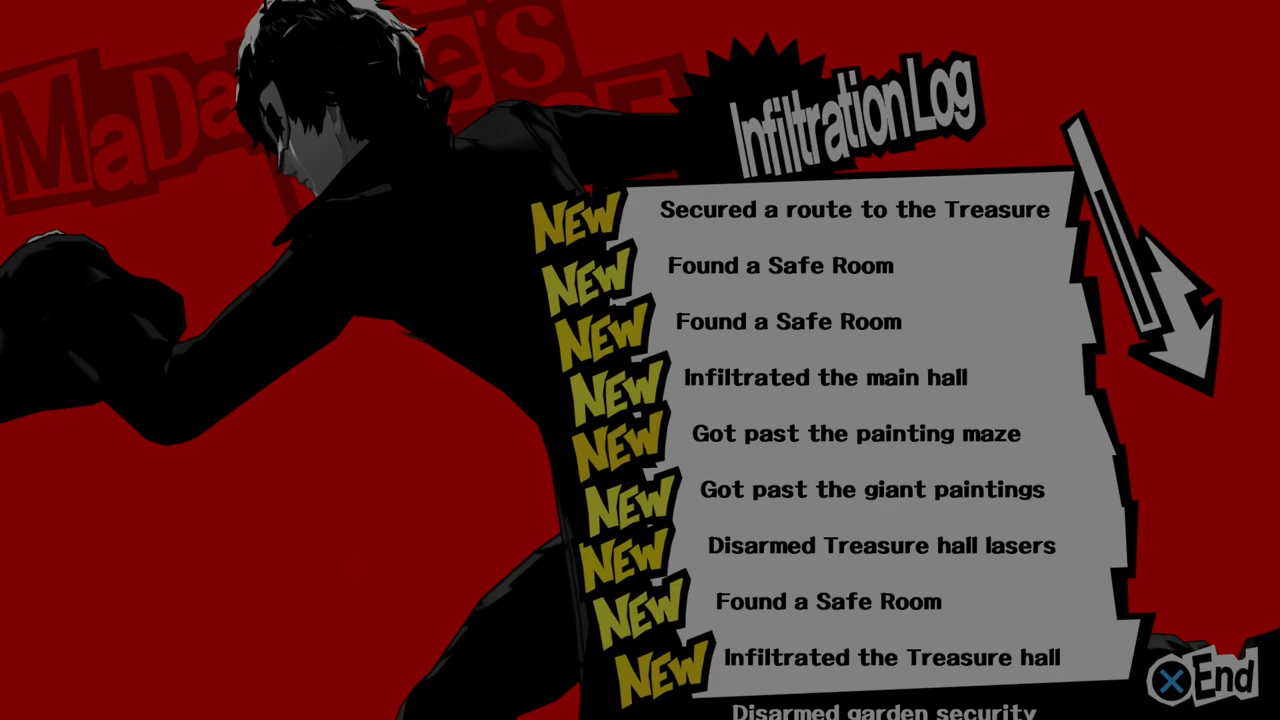 MaDa e's
Infiltration Log
NEW Secured a route to the Treasure
NEW Found a Safe Room
NEW Found a Safe Room
NEW Infiltrated the main hall
NEW Got past the painting maze
NEW Got past the giant paintings
NEW Disarmed Treasure hall lasers
NEW Found a Safe Room
NEW Infiltrated the Treasure hall
Disarmed garden security
End